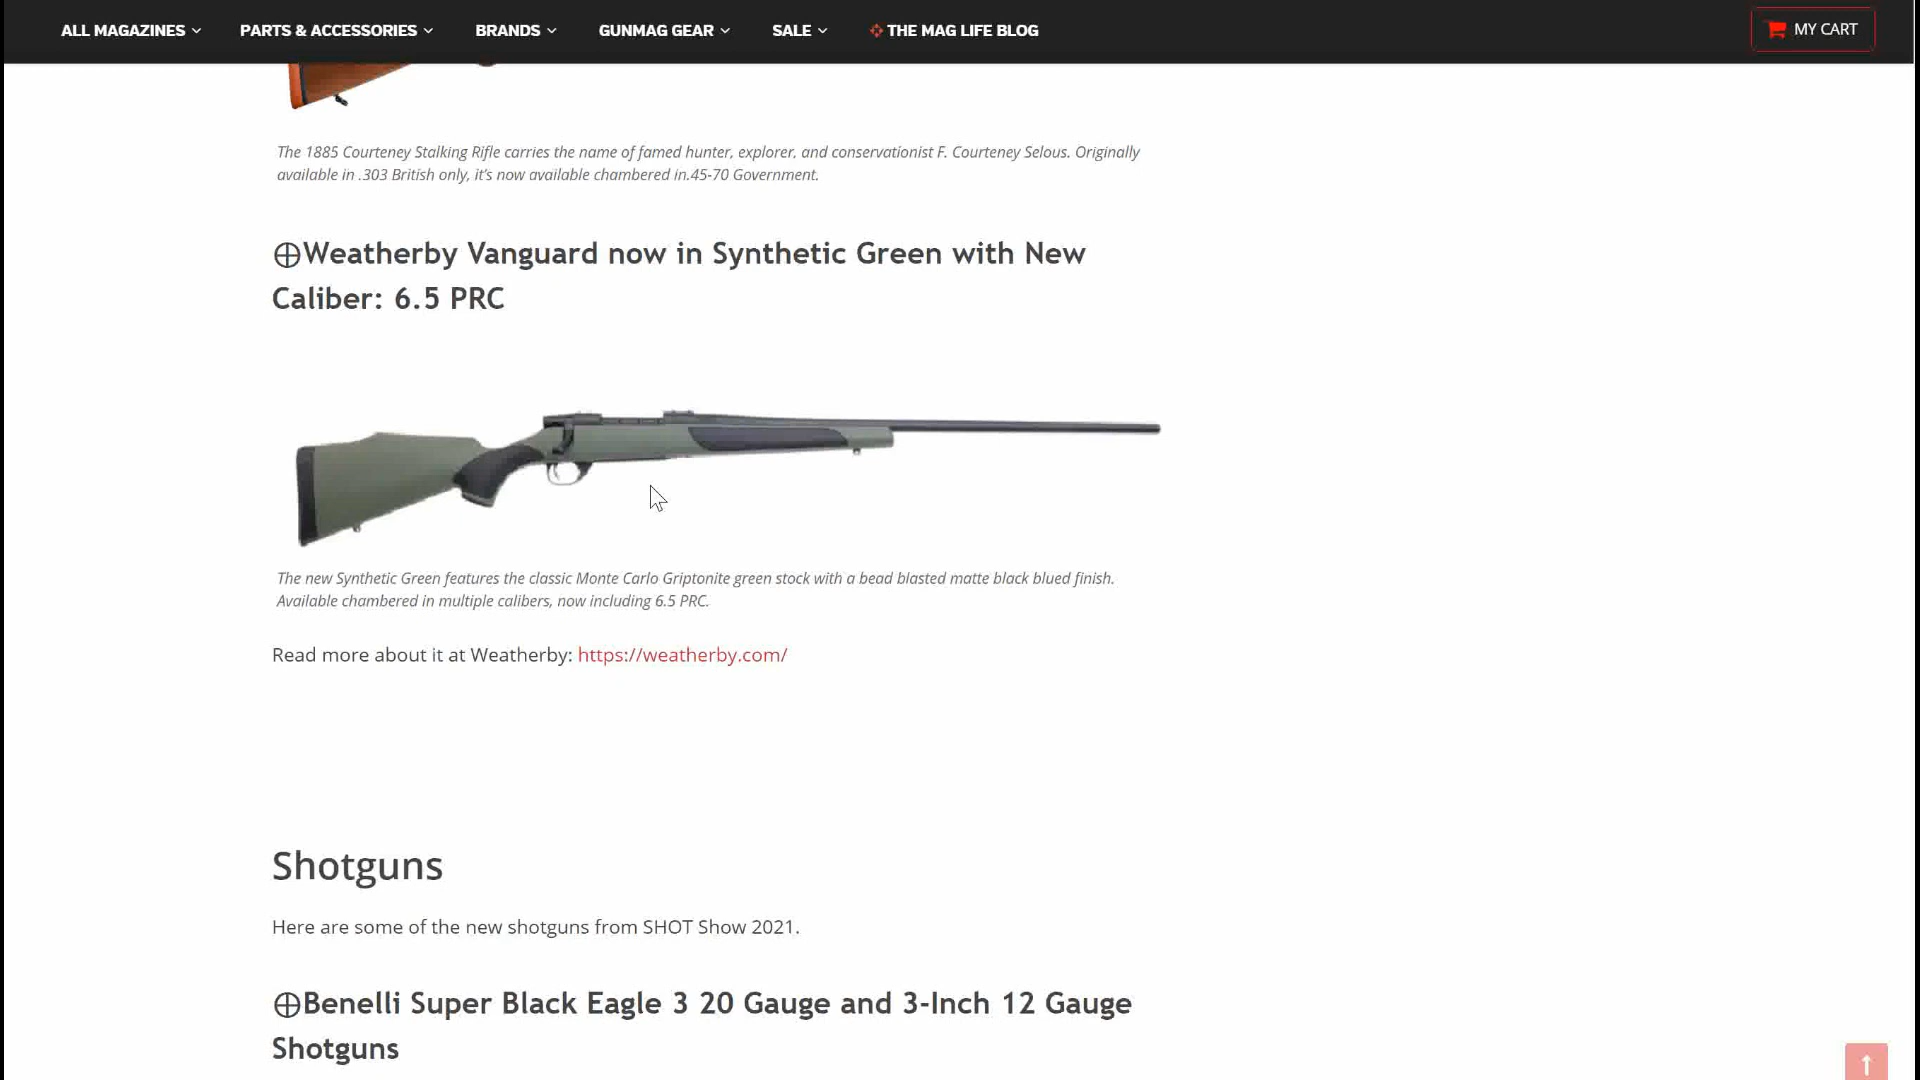 ALL MAGAZINES PARTS & ACCESSORIES BRANDS GUNMAG GEAR SALE THE MAG LIFE BLOG MY CART
The 1885 Courteney Stalking Rifle carries the name of famed hunter, explorer, and conservationist F. Courteney Selous. Originally
available in .303 British only, it's now available chambered in.45-70 Government.
Weatherby Vanguard now in Synthetic Green with New
Caliber: 6.5 PRC
The new Synthetic Green features the classic Monte Carlo Griptonite green stock with a bead blasted matte black blued finish.
Available chambered in multiple calibers, now including 6.5 PRC.
Read more about it at Weatherby: https://weatherby.com/
Shotguns
Here are some of the new shotguns from SHOT Show 2021.
Benelli Super Black Eagle 3 20 Gauge and 3-Inch 12 Gauge
Shotguns